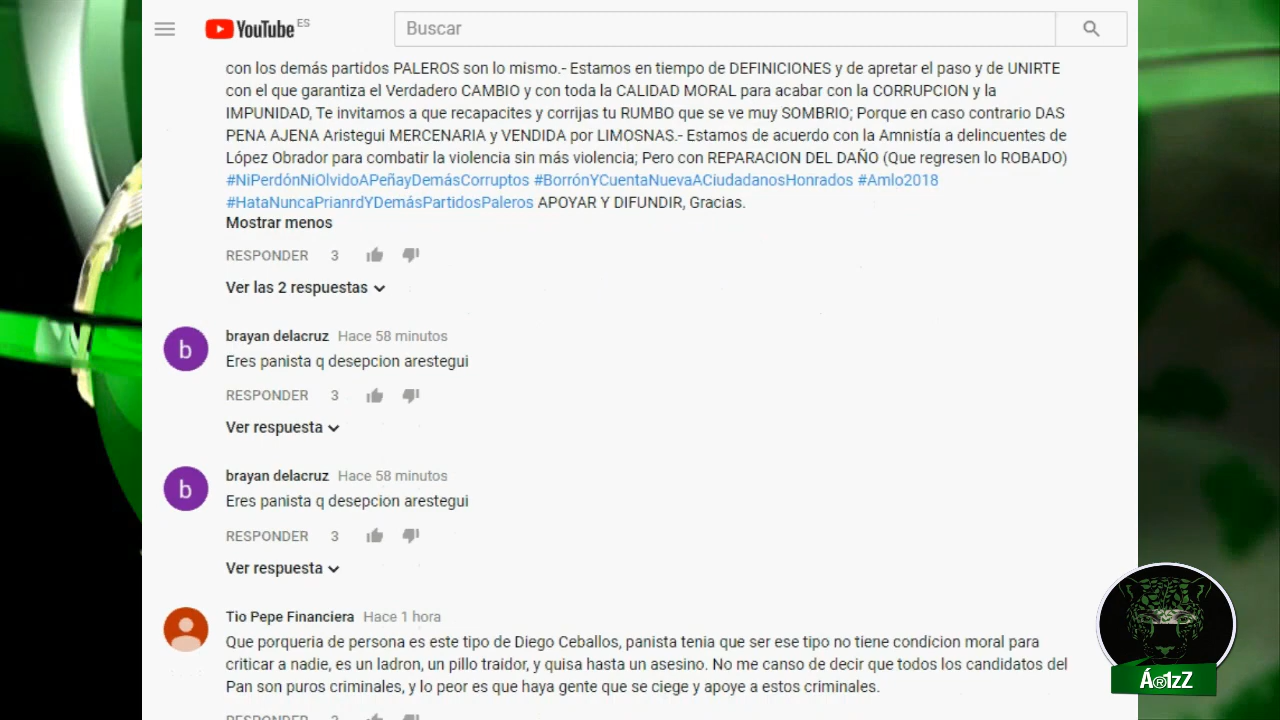 YouTube ES
Buscar
con los demás partidos PALEROS son lo mismo.- Estamos en tiempo de DEFINICIONES y de apretar el paso y de UNIRTE
con el que garantiza el Verdadero CAMBIO y con toda la CALIDAD MORAL para acabar con la CORRUPCION y la
IMPUNIDAD, Te invitamos a que recapacites y corrijas tu RUMBO que se ve muy SOMBRIO; Porque en caso contrario DAS
PENA AJENA Aristegui MERCENARIA y VENDIDA por LIMOSNAS.- Estamos de acuerdo con la Amnistía a delincuentes de
López Obrador para combatir la violencia sin más violencia; Pero con REPARACION DEL DAÑO (Que regresen lo ROBADO)
#NiPerdónNiOlvidoAPeñayDemásCorruptos #BorrónYCuentaNuevaACiudadanosHonrados #Amlo2018
#HataNuncaPrianrdYDemásPartidosPaleros APOYAR Y DIFUNDIR, Gracias.
Mostrar menos
RESPONDER 3
Ver las 2 respuestas
b
brayan delacruz Hace 58 minutos
Eres panista q desepcion arestegui
RESPONDER 3
Ver respuesta
b
brayan delacruz Hace 58 minutos
Eres panista q desepcion arestegui
RESPONDER 3
Ver respuesta
Tio Pepe Financiera Hace 1 hora
Que porqueria de persona es este tipo de Diego Ceballos, panista tenia que ser ese tipo no tiene condicion moral para
criticar a nadie, es un ladron, un pillo traidor, y quisa hasta un asesino. No me canso de decir que todos los candidatos del
Pan son puros criminales, y lo peor es que haya gente que se ciege y apoye a estos criminales.
RESPONDER
Á®1zZ